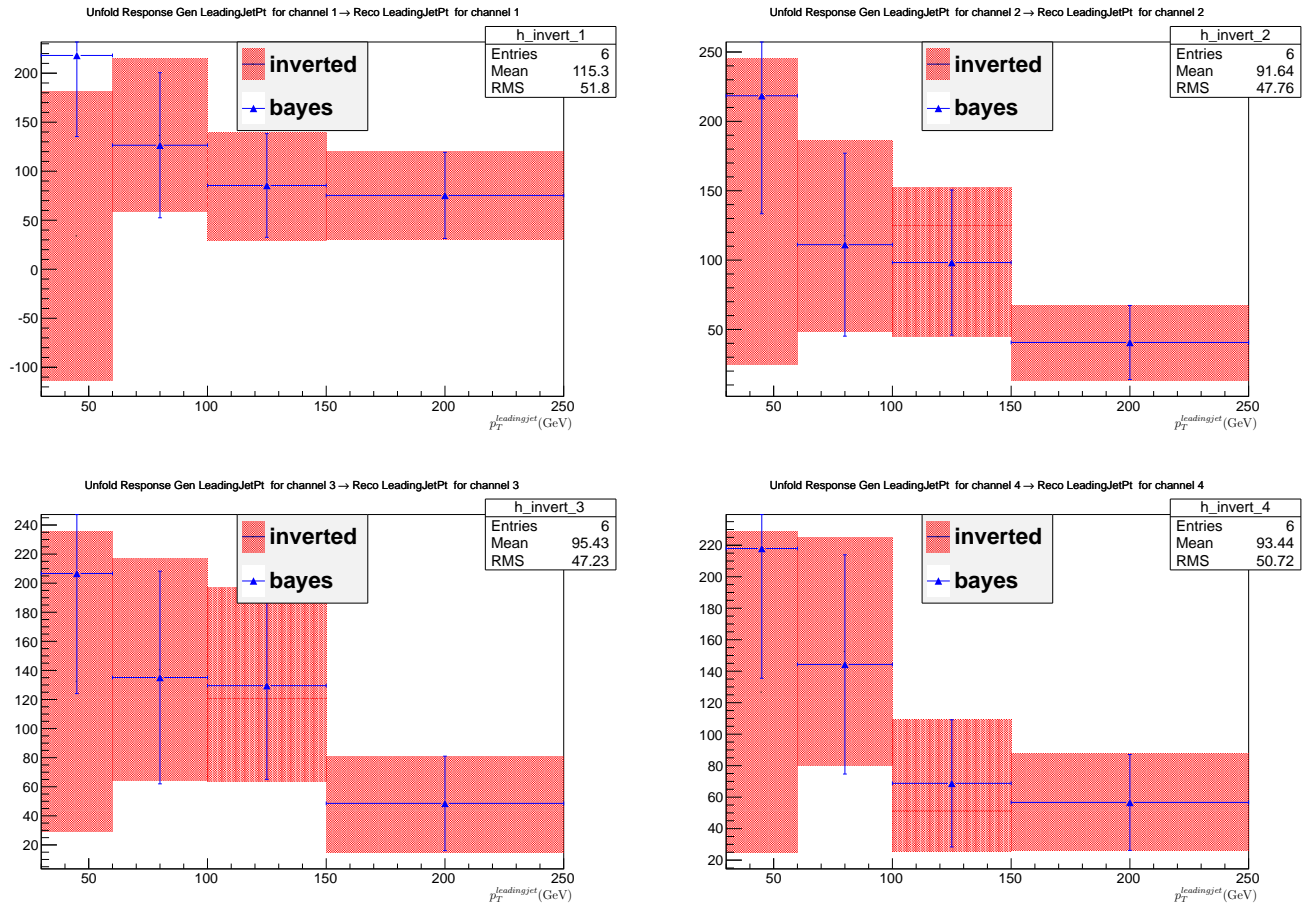 Unfold Response Gen LeadingJetPt for channel 1 → Reco LeadingJetPt for channel 1
h_invert_1
Entries 6
Mean 115.3
RMS 51.8
inverted
bayes
200
150
100
50
0
-50
-100
50 100 150 200 250
p_T^{leadingjet}(GeV)
Unfold Response Gen LeadingJetPt for channel 2 → Reco LeadingJetPt for channel 2
h_invert_2
Entries 6
Mean 91.64
RMS 47.76
inverted
bayes
250
200
150
100
50
50 100 150 200 250
p_T^{leadingjet}(GeV)
Unfold Response Gen LeadingJetPt for channel 3 → Reco LeadingJetPt for channel 3
h_invert_3
Entries 6
Mean 95.43
RMS 47.23
inverted
bayes
240
220
200
180
160
140
120
100
80
60
40
20
50 100 150 200 250
p_T^{leadingjet}(GeV)
Unfold Response Gen LeadingJetPt for channel 4 → Reco LeadingJetPt for channel 4
h_invert_4
Entries 6
Mean 93.44
RMS 50.72
inverted
bayes
220
200
180
160
140
120
100
80
60
40
20
50 100 150 200 250
p_T^{leadingjet}(GeV)